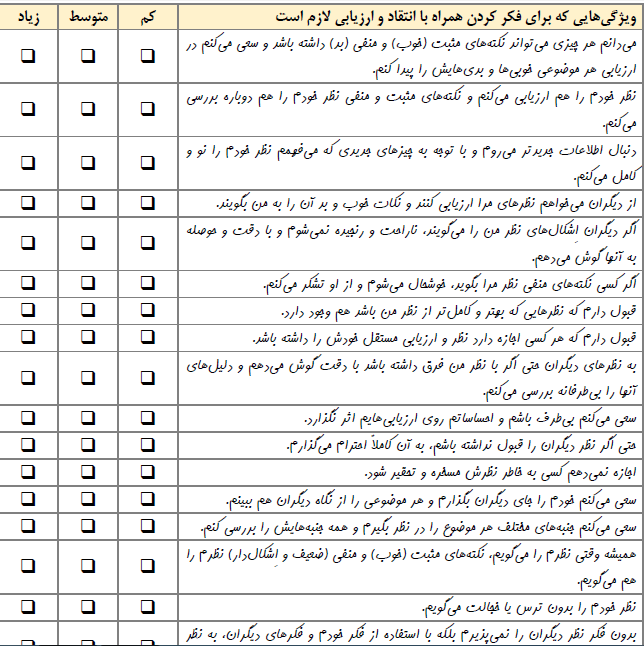 ویژگی‌هایی که برای فکر کردن همراه با انتقاد و ارزیابی لازم است کم متوسط زیاد
می‌دانم هر چیزی می‌تواند نکته‌های مثبت (خوب) و منفی (بد) داشته باشد و سعی می‌کنم در
ارزیابی هر موضوعی خوبی‌ها و بدی‌هایش را پیدا کنم.
نظر خودم را هم ارزیابی می‌کنم و نکته‌های مثبت و منفی نظر خودم را هم دوباره بررسی
می‌کنم.
دنبال اطلاعات جدیدتر می‌روم و با توجه به چیزهای جدیدی که می‌فهمم نظر خودم را نو و
کامل می‌کنم.
از دیگران می‌خواهم نظرهای مرا ارزیابی کنند و نکات خوب و بد آن را به من بگویند.
اگر دیگران اِشکال‌های نظر من را می‌گویند، ناراحت و رنجیده نمی‌شوم و با دقت و حوصله
به آنها گوش می‌دهم.
اگر کسی نکته‌های منفی نظر مرا بگوید، خوشحال می‌شوم و از او تشکر می‌کنم.
قبول دارم که نظرهایی که بهتر و کامل‌تر از نظر من باشد هم وجود دارد.
قبول دارم که هر کسی اجازه دارد نظر و ارزیابی مستقل خودش را داشته باشد.
به نظرهای دیگران حتی اگر با نظر من فرق داشته باشد با دقت گوش می‌دهم و دلیل‌های
آنها را بی‌طرفانه بررسی می‌کنم.
سعی می‌کنم بی‌طرف باشم و احساساتم روی ارزیابی‌هایم اثر نگذارد.
حتی اگر نظر دیگران را قبول نداشته باشم، به آن کاملاً احترام می‌گذارم.
اجازه نمی‌دهم کسی به خاطر نظرش مسخره و تحقیر شود.
سعی می‌کنم خودم را جای دیگران بگذارم و هر موضوعی را از نگاه دیگران هم ببینم.
سعی می‌کنم جنبه‌های مختلف هر موضوع را در نظر بگیرم و همه جنبه‌هایش را بررسی کنم.
همیشه وقتی نظرم را می‌گویم، نکته‌های مثبت (خوب) و منفی (ضعیف و اِشکال‌دار) نظرم را
هم می‌گویم.
نظر خودم را بدون ترس یا خجالت می‌گویم.
بدون فکر نظر دیگران را نمی‌پذیرم بلکه با استفاده از فکر خودم و فکرهای دیگران، به نظر